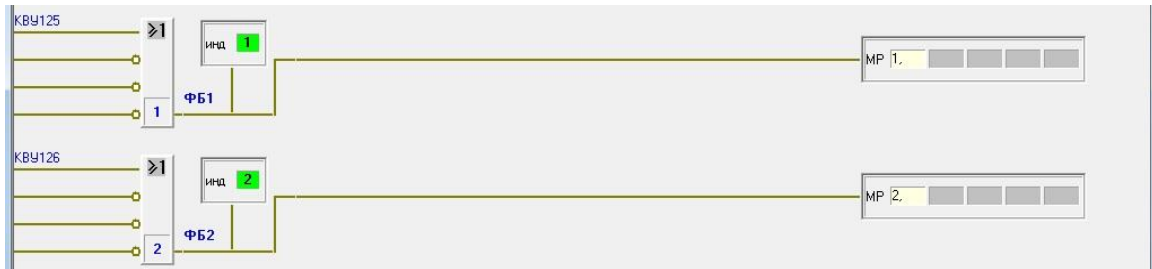 КВУ125
⩾1
инд 1
МР 1,
ФБ1
1
КВУ126
⩾1
инд 2
МР 2,
ФБ2
2